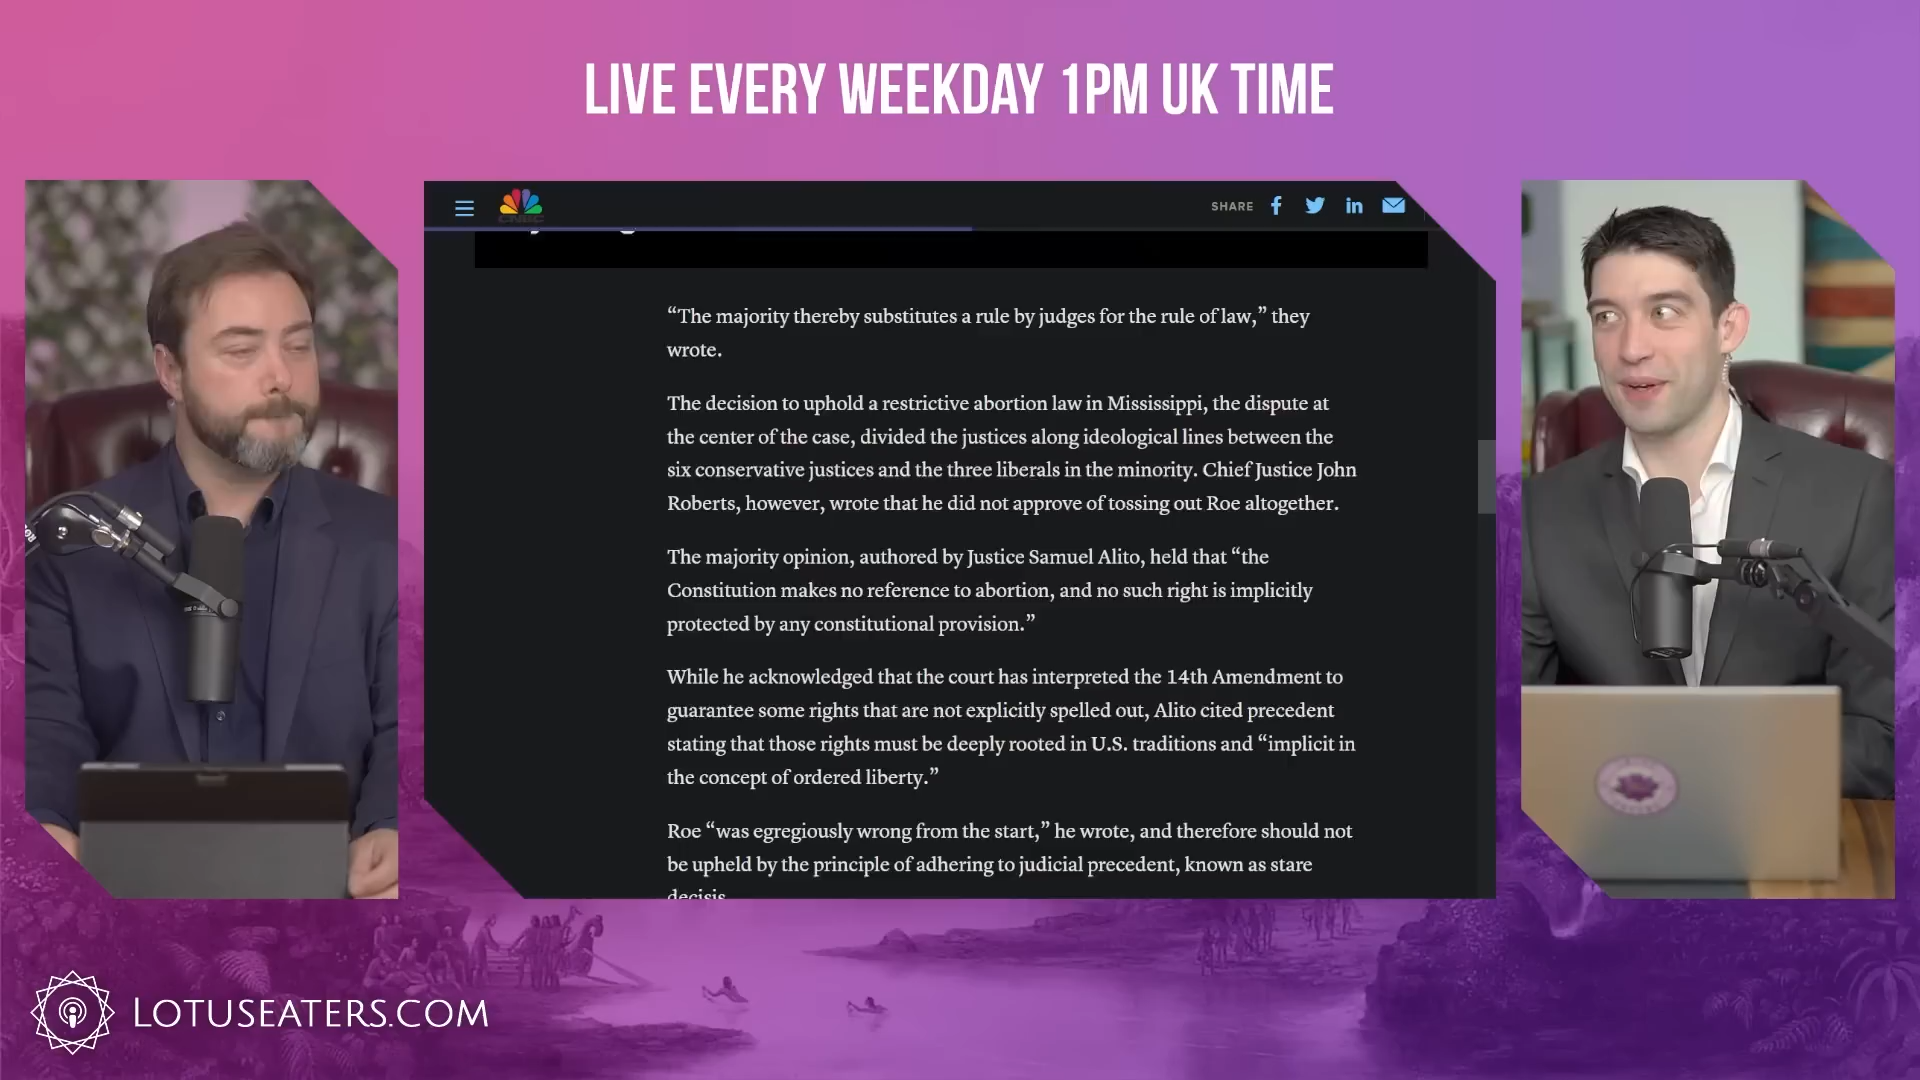 LIVE EVERY WEEKDAY 1PM UK TIME
SHARE
“The majority thereby substitutes a rule by judges for the rule of law,” they
wrote.
The decision to uphold a restrictive abortion law in Mississippi, the dispute at
the center of the case, divided the justices along ideological lines between the
six conservative justices and the three liberals in the minority. Chief Justice John
Roberts, however, wrote that he did not approve of tossing out Roe altogether.
The majority opinion, authored by Justice Samuel Alito, held that “the
Constitution makes no reference to abortion, and no such right is implicitly
protected by any constitutional provision.”
While he acknowledged that the court has interpreted the 14th Amendment to
guarantee some rights that are not explicitly spelled out, Alito cited precedent
stating that those rights must be deeply rooted in U.S. traditions and “implicit in
the concept of ordered liberty.”
Roe “was egregiously wrong from the start,” he wrote, and therefore should not
be upheld by the principle of adhering to judicial precedent, known as stare
decisis
LOTUSEATERS.COM